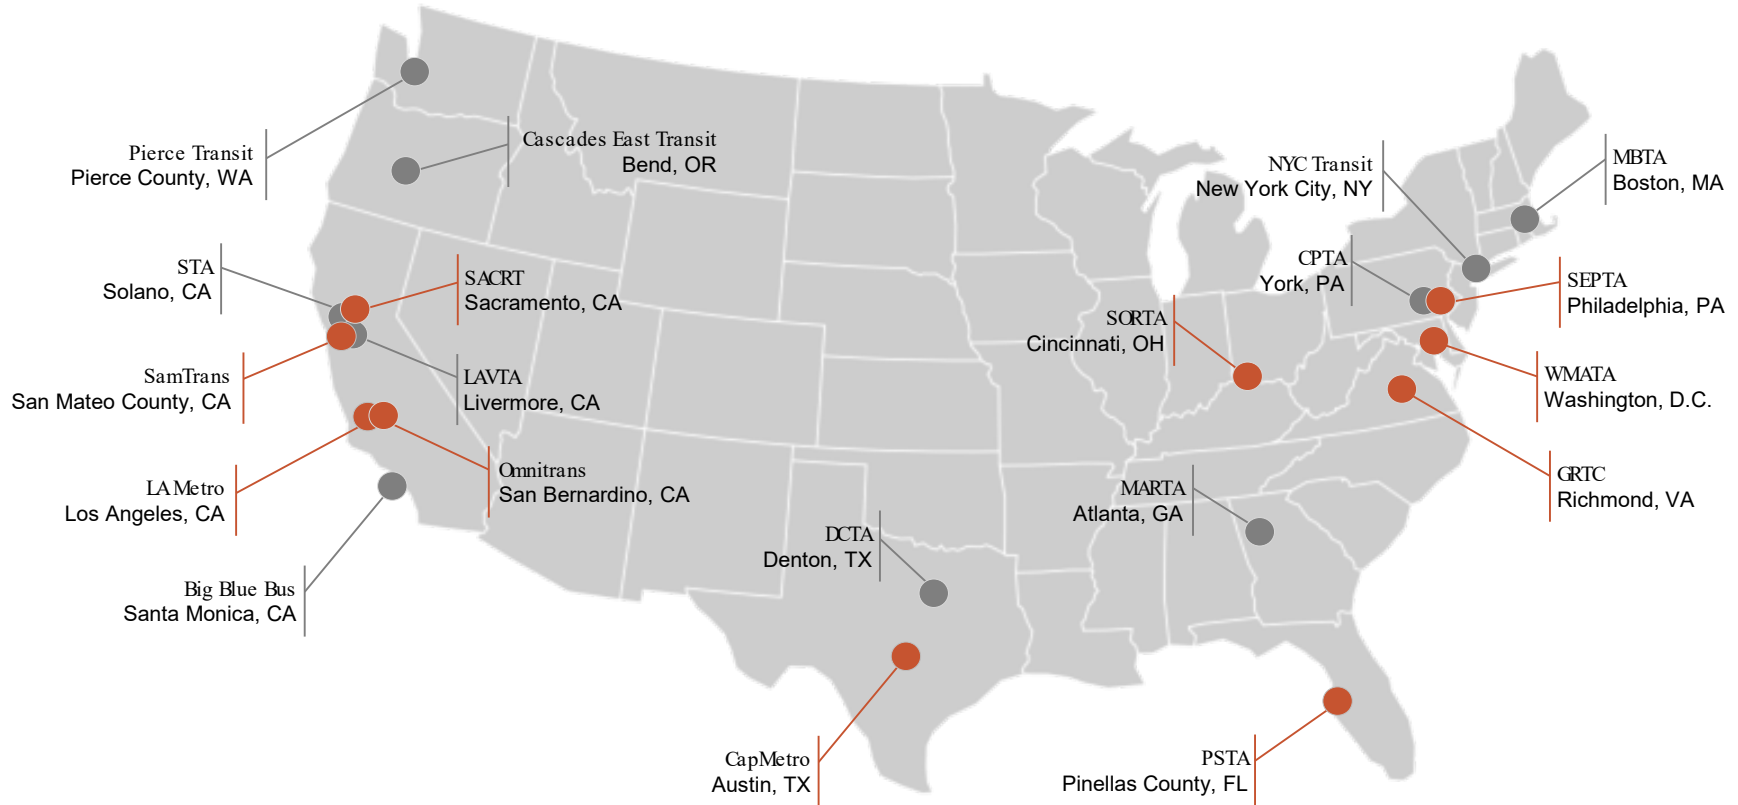 Pierce Transit
Pierce County, WA
Cascades East Transit
Bend, OR
NYC Transit
New York City, NY
MBTA
Boston, MA
STA
Solano, CA
SACRT
Sacramento, CA
CPTA
York, PA
SEPTA
Philadelphia, PA
SORTA
Cincinnati, OH
SamTrans
San Mateo County, CA
LAVTA
Livermore, CA
WMATA
Washington, D.C.
LA Metro
Los Angeles, CA
Omnitrans
San Bernardino, CA
MARTA
Atlanta, GA
GRTC
Richmond, VA
DCTA
Denton, TX
Big Blue Bus
Santa Monica, CA
CapMetro
Austin, TX
PSTA
Pinellas County, FL